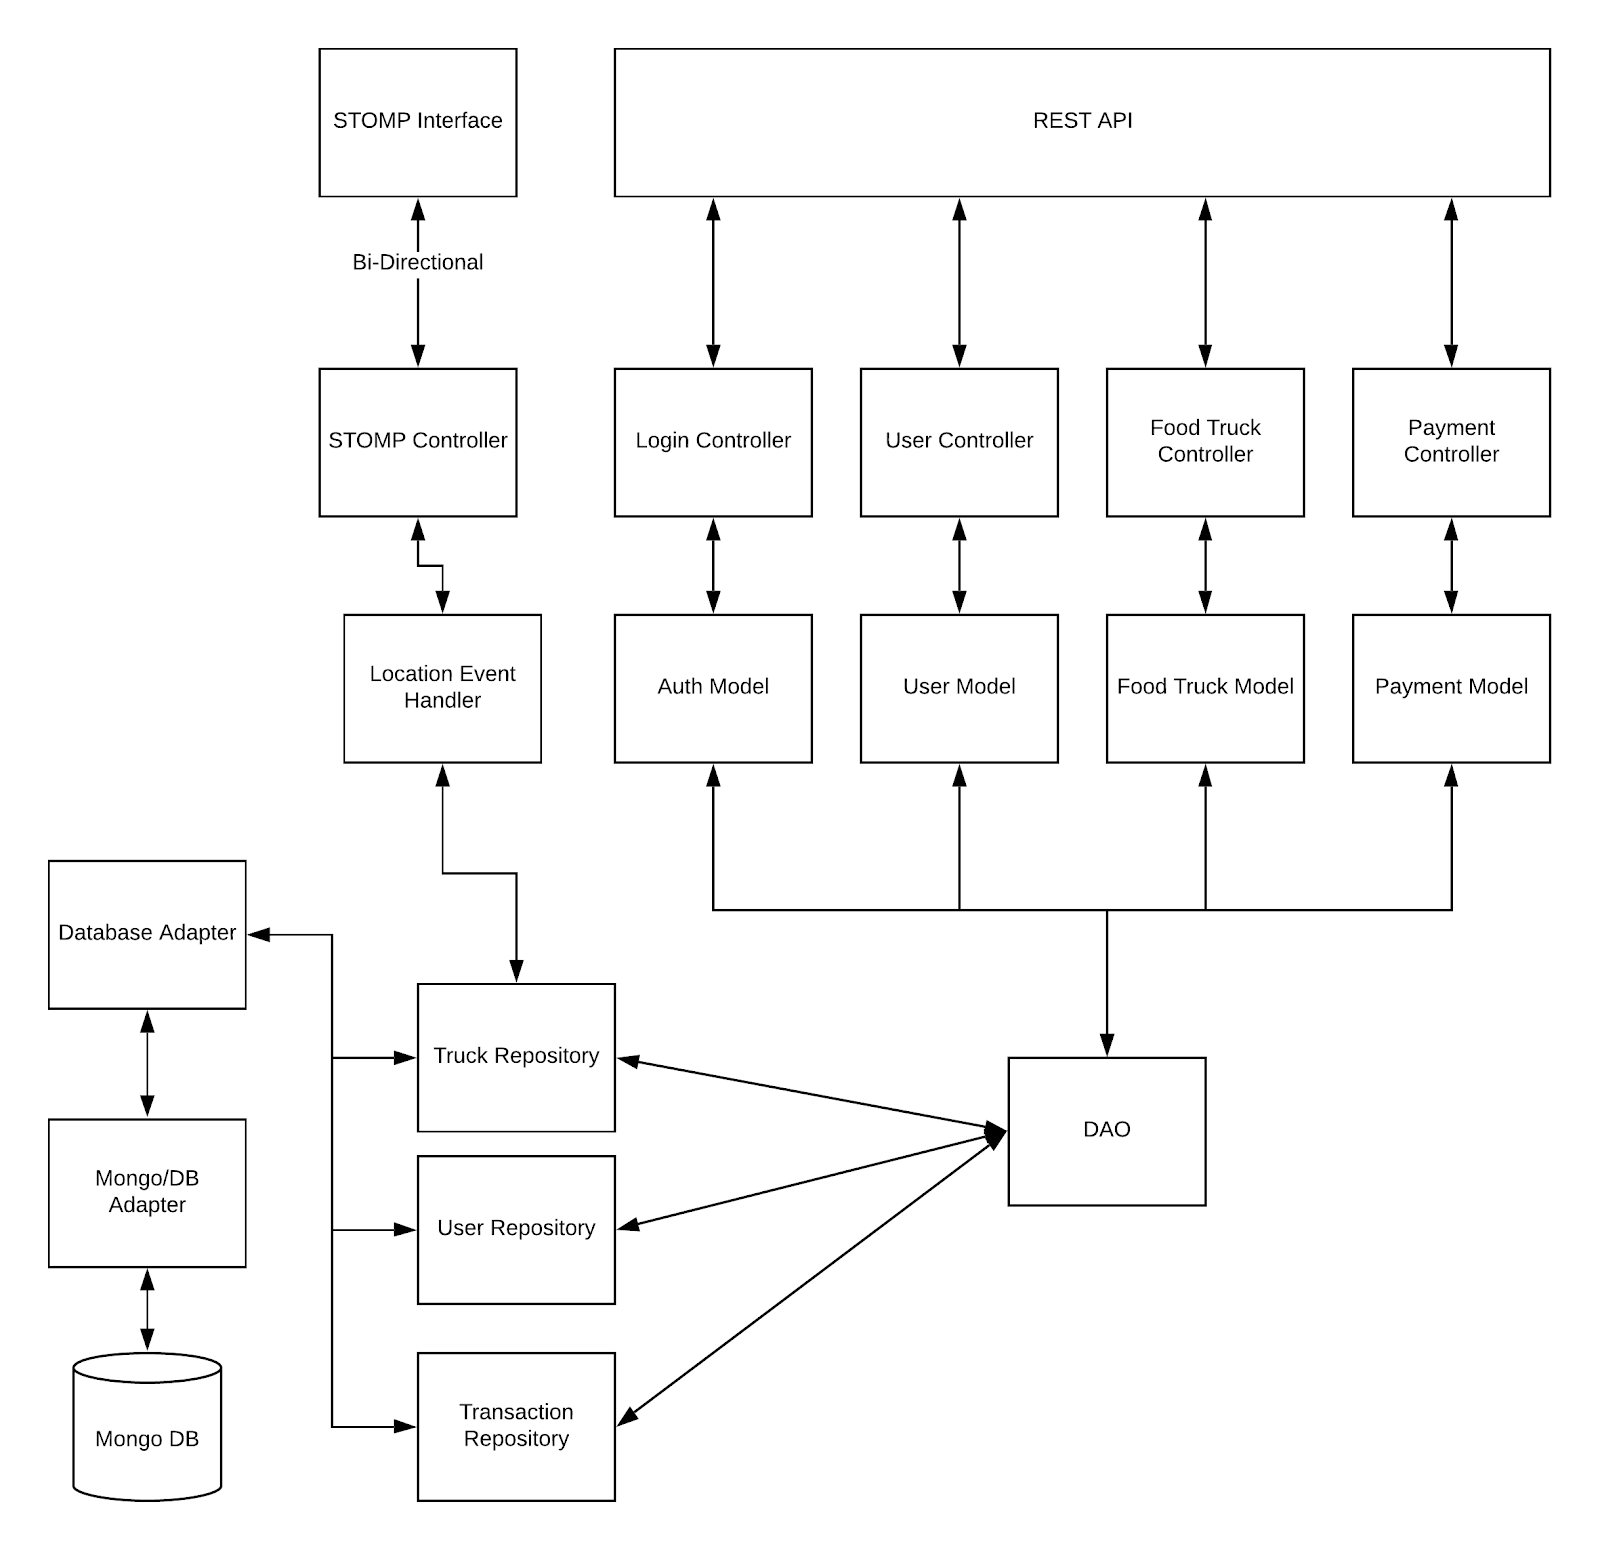 STOMP Interface
REST API
Bi-Directional
STOMP Controller
Login Controller
User Controller
Food Truck
Controller
Payment
Controller
Location Event
Handler
Auth Model
User Model
Food Truck Model
Payment Model
Database Adapter
Truck Repository
DAO
Mongo/DB
Adapter
User Repository
Transaction
Repository
Mongo DB